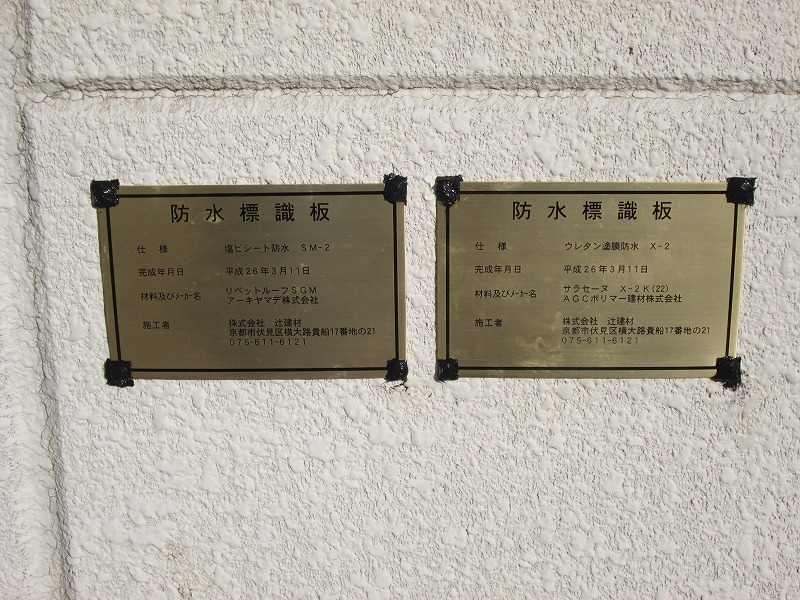 防水標識板
仕　様　塩ビシート防水　SM-2
完成年月日　平成26年3月11日
材料及びメーカー名　リベットルーフSGM
アーキヤマデ株式会社
施工者　株式会社　辻建材
京都市伏見区横大路貴船17番地の21
075-611-6121
防水標識板
仕　様　ウレタン塗膜防水　X-2
完成年月日　平成26年3月11日
材料及びメーカー名　サラセーヌ　X-2K(22)
AGCポリマー建材株式会社
施工者　株式会社　辻建材
京都市伏見区横大路貴船17番地の21
075-611-6121